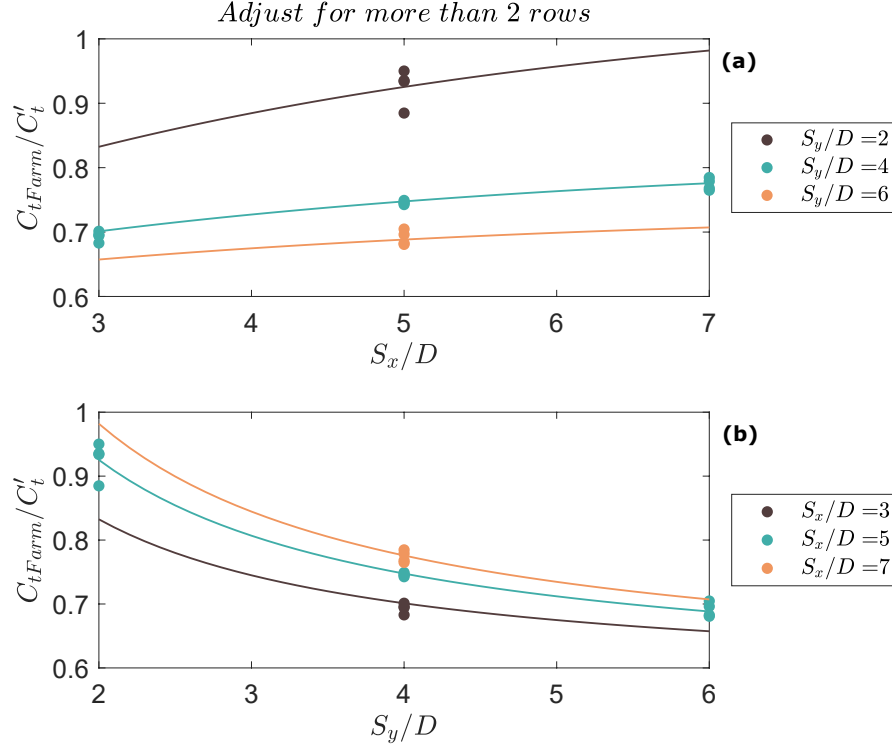 Adjust for more than 2 rows
(a)
C_{tFarm}/C'_t
1
0.9
0.8
0.7
0.6
3
4
5
6
7
S_x/D
S_y/D =2
S_y/D =4
S_y/D =6
(b)
C_{tFarm}/C'_t
1
0.9
0.8
0.7
0.6
2
3
4
5
6
S_y/D
S_x/D =3
S_x/D =5
S_x/D =7